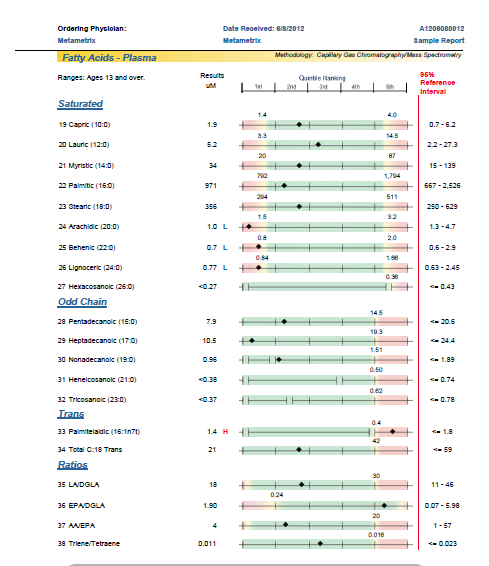 Ordering Physician: Date Received: 6/8/2012 A1206080012
Metametrix Metametrix Sample Report
Fatty Acids - Plasma Methodology: Capillary Gas Chromatography/Mass Spectrometry
Ranges: Ages 13 and over. Results uM Quintile Ranking 1st 2nd 3rd 4th 5th 95% Reference Interval
Saturated
1.4 4.0
19 Capric (10:0) 1.9 0.7 - 6.2
3.3 14.5
20 Lauric (12:0) 5.2 2.2 - 27.3
20 67
21 Myristic (14:0) 34 15 - 139
792 1,794
22 Palmitic (16:0) 971 667 - 2,526
294 511
23 Stearic (18:0) 356 250 - 629
1.5 3.2
24 Arachidic (20:0) 1.0 L 1.3 - 4.7
0.8 2.0
25 Behenic (22:0) 0.7 L 0.6 - 2.9
0.84 1.66
26 Lignoceric (24:0) 0.77 L 0.63 - 2.45
0.36
27 Hexacosanoic (26:0) <0.27 <= 0.43
Odd Chain
14.5
28 Pentadecanoic (15:0) 7.9 <= 20.6
19.3
29 Heptadecanoic (17:0) 10.5 <= 24.4
1.51
30 Nonadecanoic (19:0) 0.96 <= 1.89
0.50
31 Heneicosanoic (21:0) <0.38 <= 0.74
0.62
32 Tricosanoic (23:0) <0.37 <= 0.78
Trans
0.4
33 Palmitelaidic (16:1n7t) 1.4 H <= 1.8
42
34 Total C:18 Trans 21 <= 59
Ratios
30
35 LA/DGLA 18 11 - 46
0.24
36 EPA/DGLA 1.90 0.07 - 5.98
20
37 AA/EPA 4 1 - 57
0.016
38 Triene/Tetraene 0.011 <= 0.023